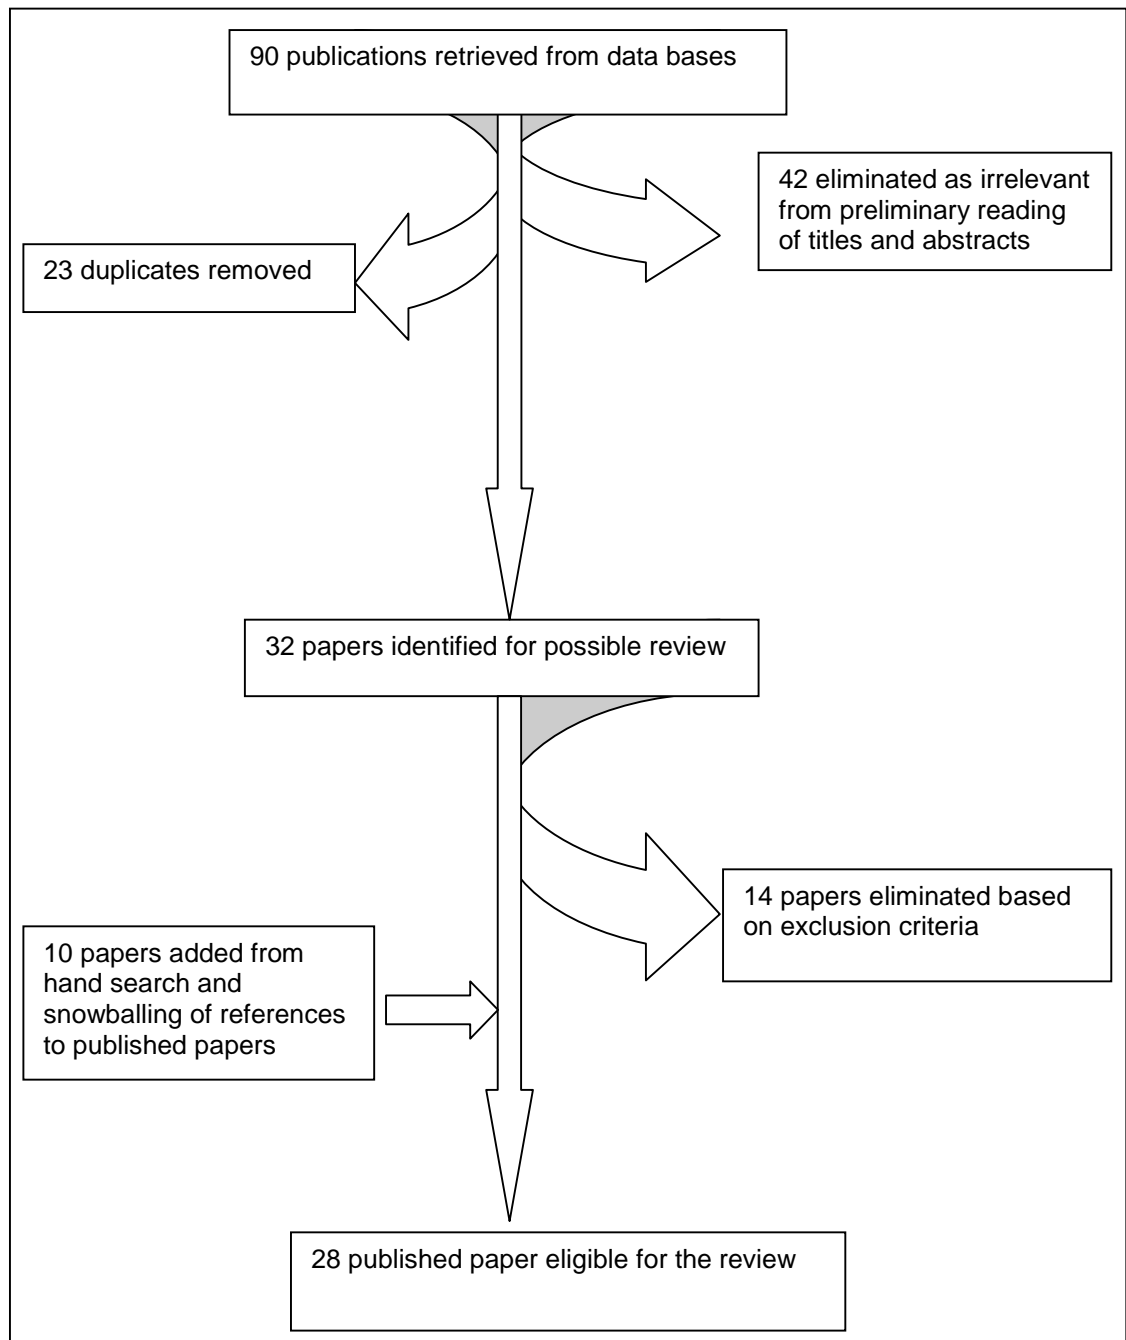 90 publications retrieved from data bases
42 eliminated as irrelevant
from preliminary reading
of titles and abstracts
23 duplicates removed
32 papers identified for possible review
14 papers eliminated based
on exclusion criteria
10 papers added from
hand search and
snowballing of references
to published papers
28 published paper eligible for the review